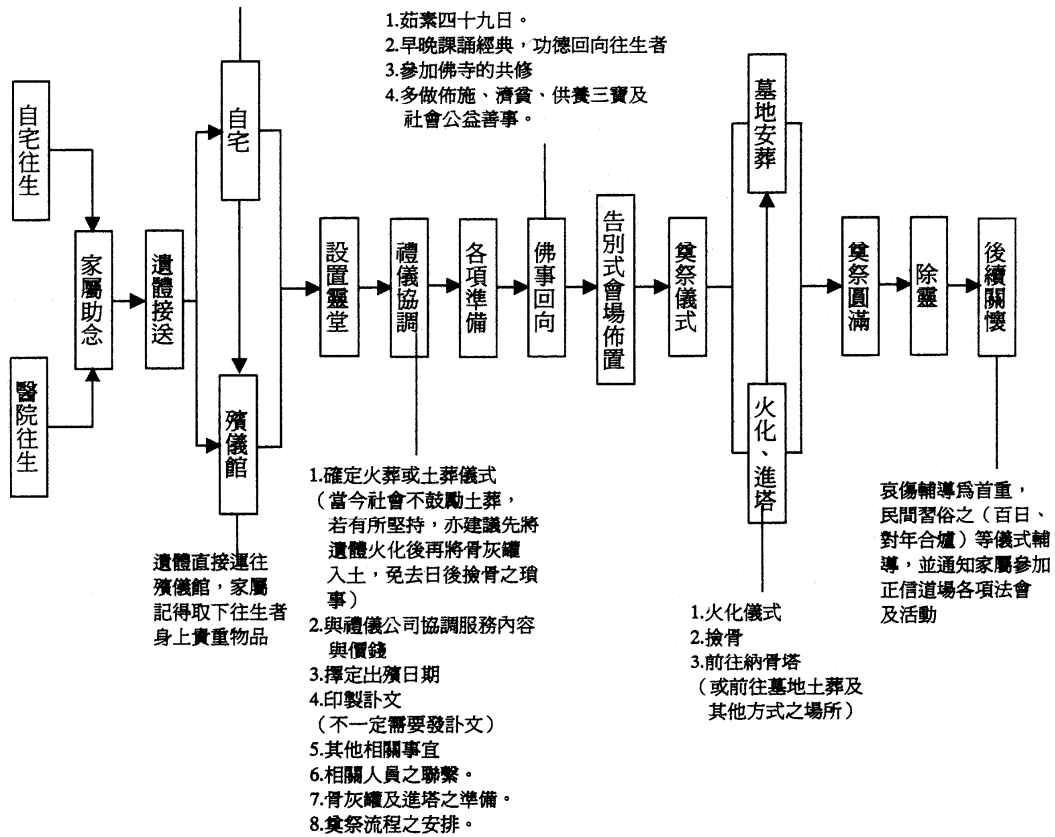 1.茹素四十九日。
2.早晚課誦經典，功德回向往生者
3.參加佛寺的共修
4.多做佈施、濟貧、供養三寶及
社會公益善事。
自宅往生
醫院往生
家屬助念
遺體接送
自宅
殯儀館
設置靈堂
禮儀協調
各項準備
佛事回向
告別式會場佈置
奠祭儀式
墓地安葬
火化、進塔
奠祭圓滿
除靈
後續關懷
遺體直接運往
殯儀館，家屬
記得取下往生者
身上貴重物品
1.確定火葬或土葬儀式
（當今社會不鼓勵土葬，
若有所堅持，亦建議先將
遺體火化後再將骨灰罐
入土，免去日後撿骨之瑣
事）
2.與禮儀公司協調服務內容
與價錢
3.擇定出殯日期
4.印製訃文
（不一定需要發訃文）
5.其他相關事宜
6.相關人員之聯繫。
7.骨灰罐及進塔之準備。
8.奠祭流程之安排。
1.火化儀式
2.撿骨
3.前往納骨塔
（或前往墓地土葬及
其他方式之場所）
哀傷輔導爲首重，
民間習俗之（百日、
對年合爐）等儀式輔
導，並通知家屬參加
正信道場各項法會
及活動